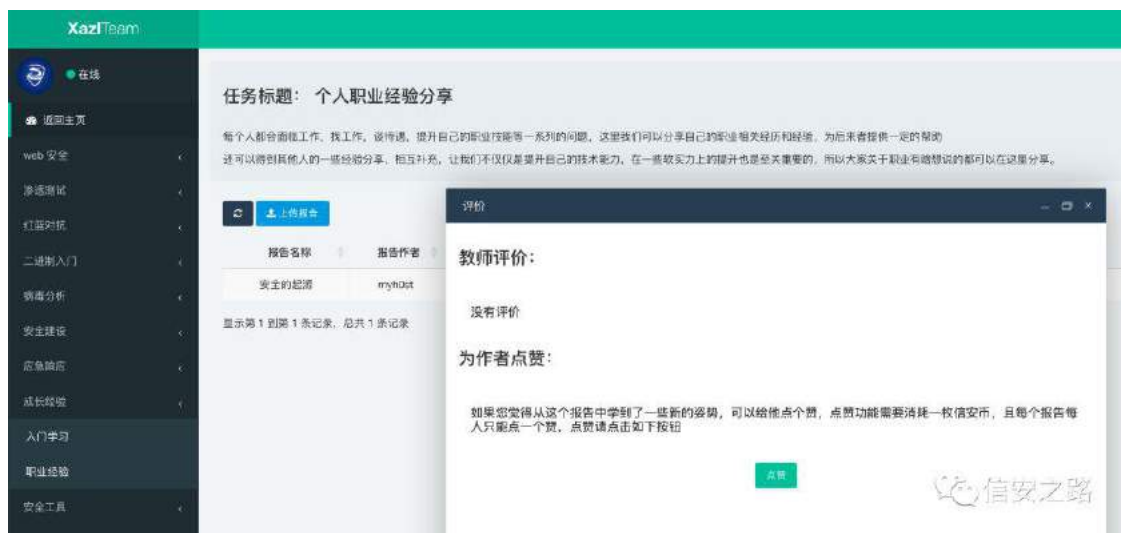 XazlTeam
在线
返回主页
web 安全
渗透测试
红蓝对抗
二进制入门
病毒分析
安全建设
应急响应
成长经验
入门学习
职业经验
安全工具
任务标题： 个人职业经验分享
每个人都会面临工作，找工作，谈待遇，提升自己的职业技能等一系列的问题，这里我们可以分享自己的职业相关经历和经验，为后来者提供一定的帮助
还可以得到其他人的一些经验分享，相互补充，让我们不仅仅是提升自己的技术能力，在一些软实力上的提升也是至关重要的，所以大家关于职业有啥想说的都可以在这里分享。
上传报告
报告名称 报告作者
安全的起源 myh0st
显示第 1 到第 1 条记录，总共 1 条记录
评价
教师评价：
没有评价
为作者点赞：
如果您觉得从这个报告中学到了一些新的姿势，可以给他点个赞，点赞功能需要消耗一枚信安币，且每个报告每
人只能点一个赞，点赞请点击如下按钮
点赞
信安之路